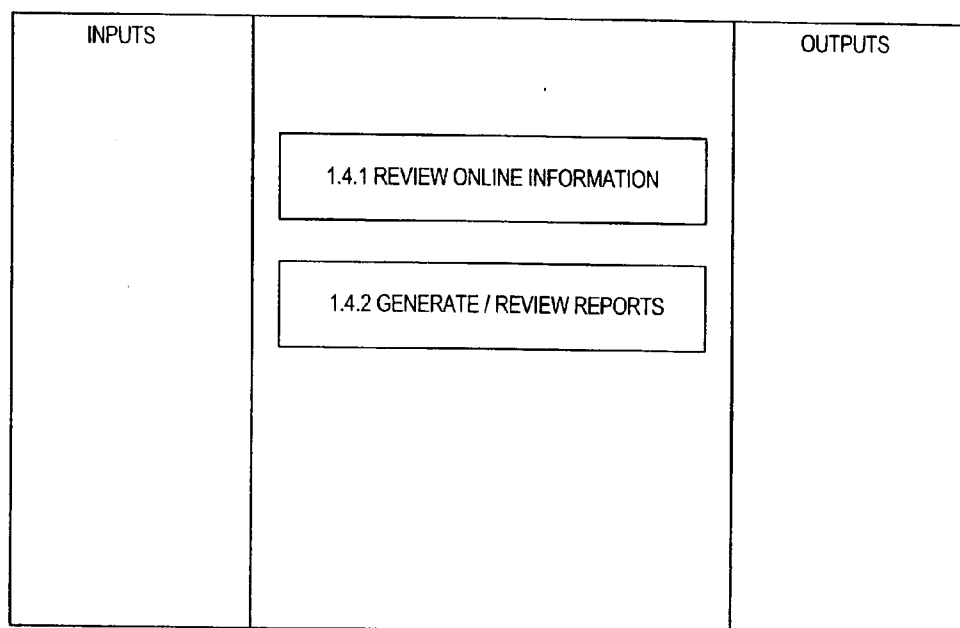 INPUTS
OUTPUTS
1.4.1 REVIEW ONLINE INFORMATION
1.4.2 GENERATE / REVIEW REPORTS